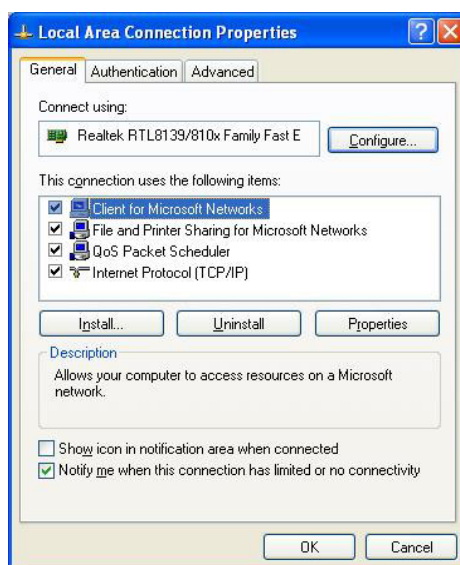 Local Area Connection Properties
General Authentication Advanced
Connect using:
Realtek RTL8139/810x Family Fast E Configure...
This connection uses the following items:
Client for Microsoft Networks
File and Printer Sharing for Microsoft Networks
QoS Packet Scheduler
Internet Protocol (TCP/IP)
Install... Uninstall Properties
Description
Allows your computer to access resources on a Microsoft
network.
Show icon in notification area when connected
Notify me when this connection has limited or no connectivity
OK Cancel